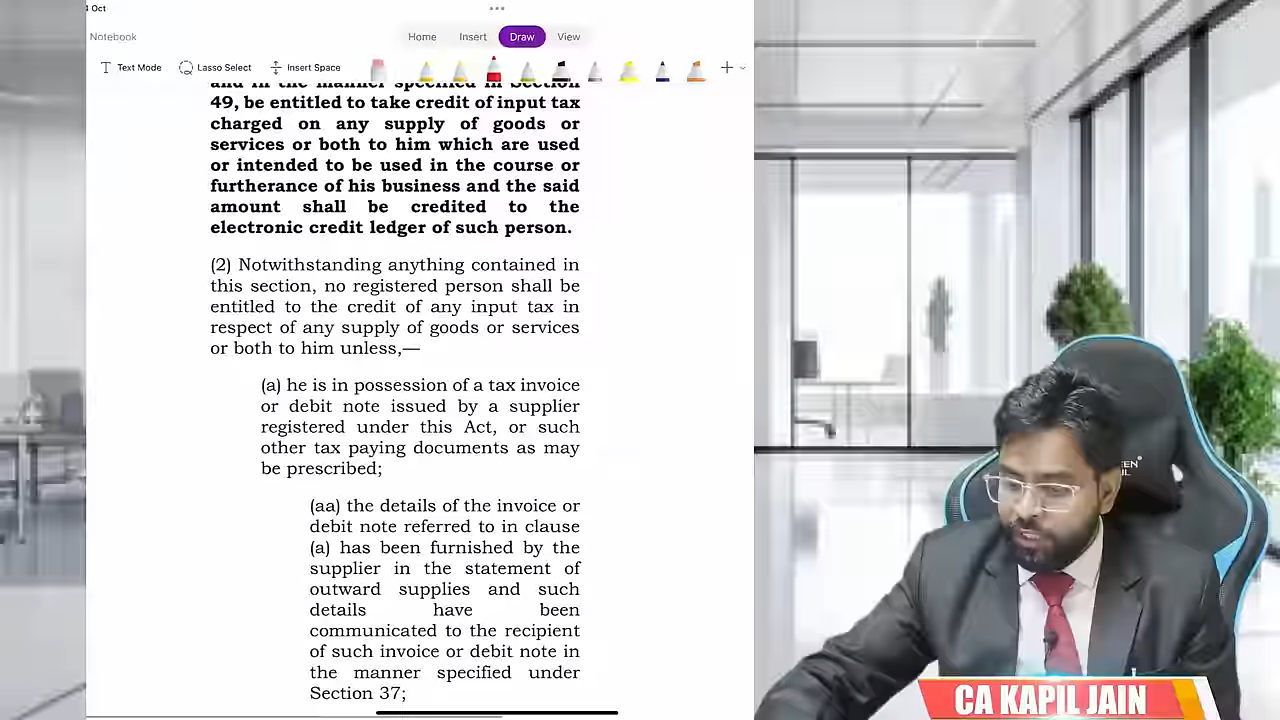 Oct
Notebook
Home Insert Draw View
Text Mode Lasso Select Insert Space
and in the manner specified in Section
49, be entitled to take credit of input tax
charged on any supply of goods or
services or both to him which are used
or intended to be used in the course or
furtherance of his business and the said
amount shall be credited to the
electronic credit ledger of such person.
(2) Notwithstanding anything contained in
this section, no registered person shall be
entitled to the credit of any input tax in
respect of any supply of goods or services
or both to him unless,—
(a) he is in possession of a tax invoice
or debit note issued by a supplier
registered under this Act, or such
other tax paying documents as may
be prescribed;
(aa) the details of the invoice or
debit note referred to in clause
(a) has been furnished by the
supplier in the statement of
outward supplies and such
details have been
communicated to the recipient
of such invoice or debit note in
the manner specified under
Section 37;
CA KAPIL JAIN